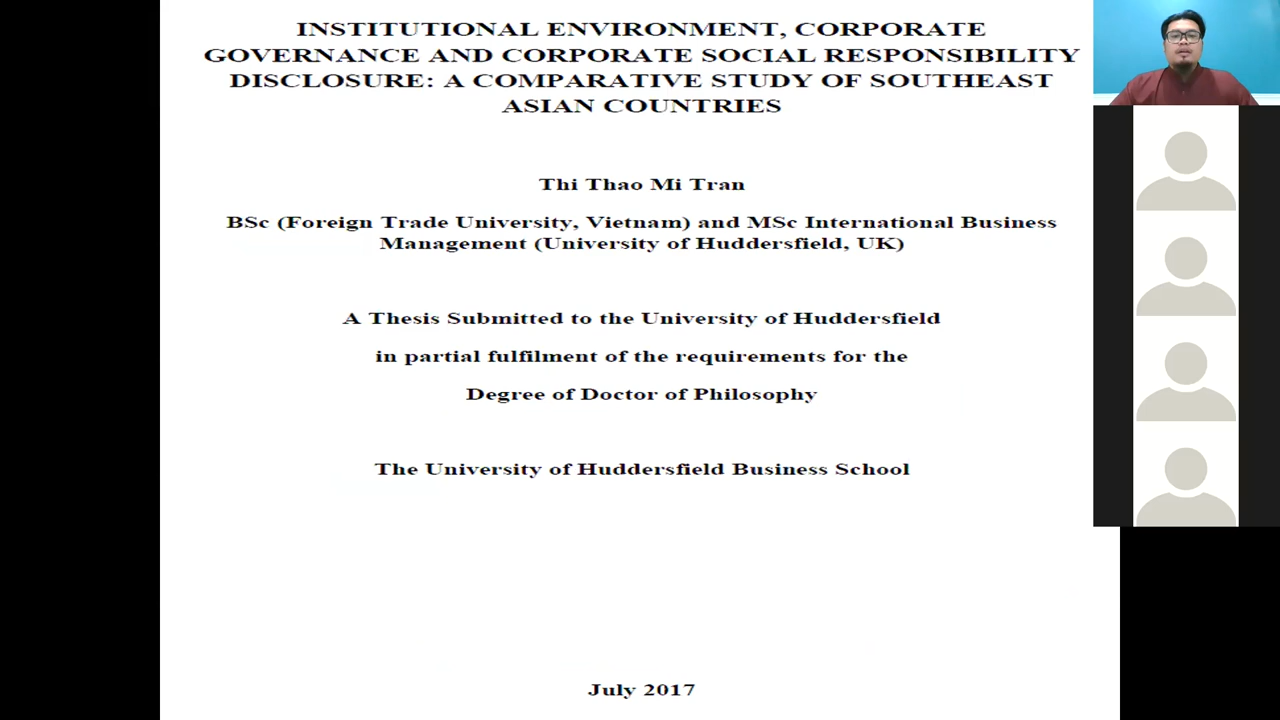 INSTITUTIONAL ENVIRONMENT, CORPORATE
GOVERNANCE AND CORPORATE SOCIAL RESPONSIBILITY
DISCLOSURE: A COMPARATIVE STUDY OF SOUTHEAST
ASIAN COUNTRIES
Thi Thao Mi Tran
BSc (Foreign Trade University, Vietnam) and MSc International Business
Management (University of Huddersfield, UK)
A Thesis Submitted to the University of Huddersfield
in partial fulfilment of the requirements for the
Degree of Doctor of Philosophy
The University of Huddersfield Business School
July 2017